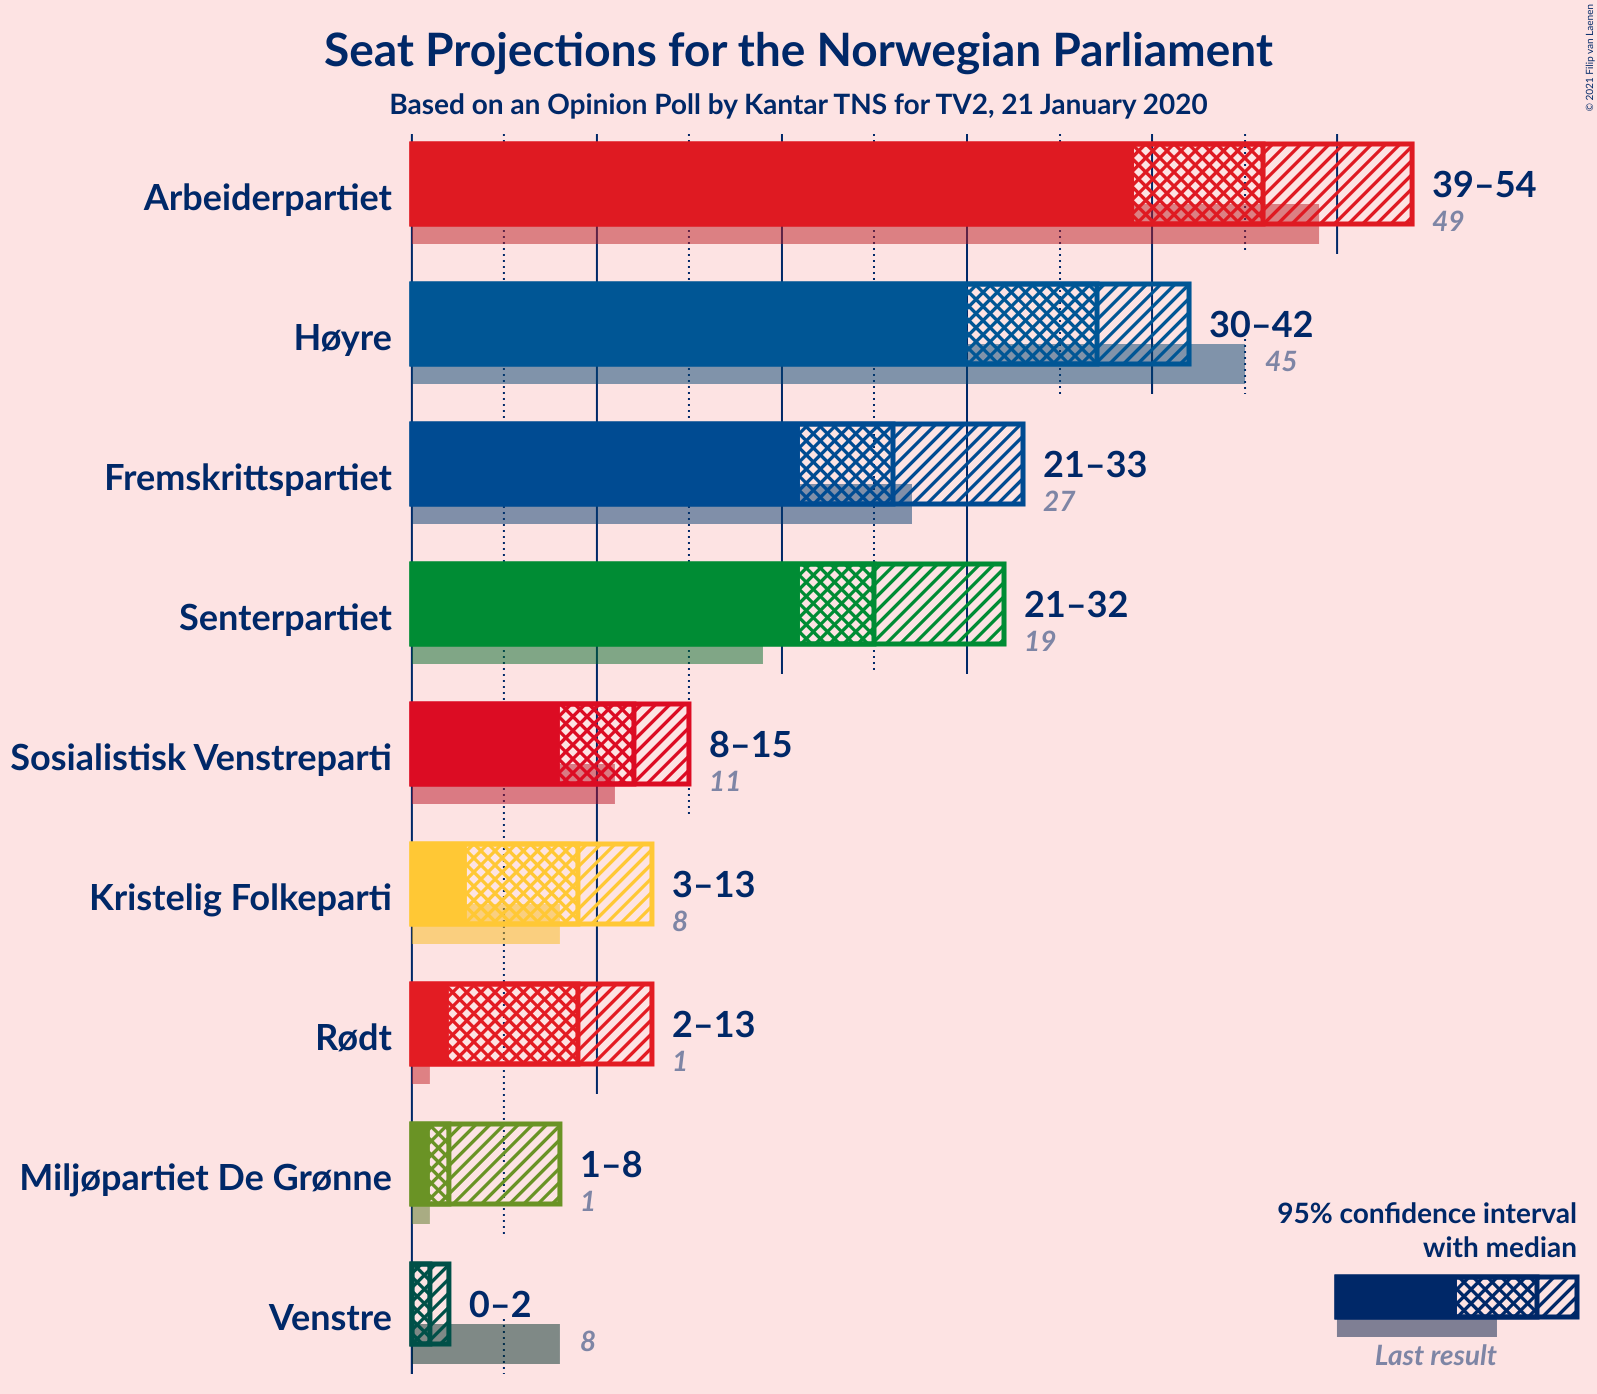 Seat Projections for the Norwegian Parliament
Based on an Opinion Poll by Kantar TNS for TV2, 21 January 2020
© 2021 Filip van Laenen
Arbeiderpartiet
39–54
49
Høyre
30–42
45
Fremskrittspartiet
21–33
27
Senterpartiet
21–32
19
Sosialistisk Venstreparti
8–15
11
Kristelig Folkeparti
3–13
8
Rødt
2–13
1
Miljøpartiet De Grønne
1–8
1
Venstre
0–2
8
95% confidence interval
with median
Last result